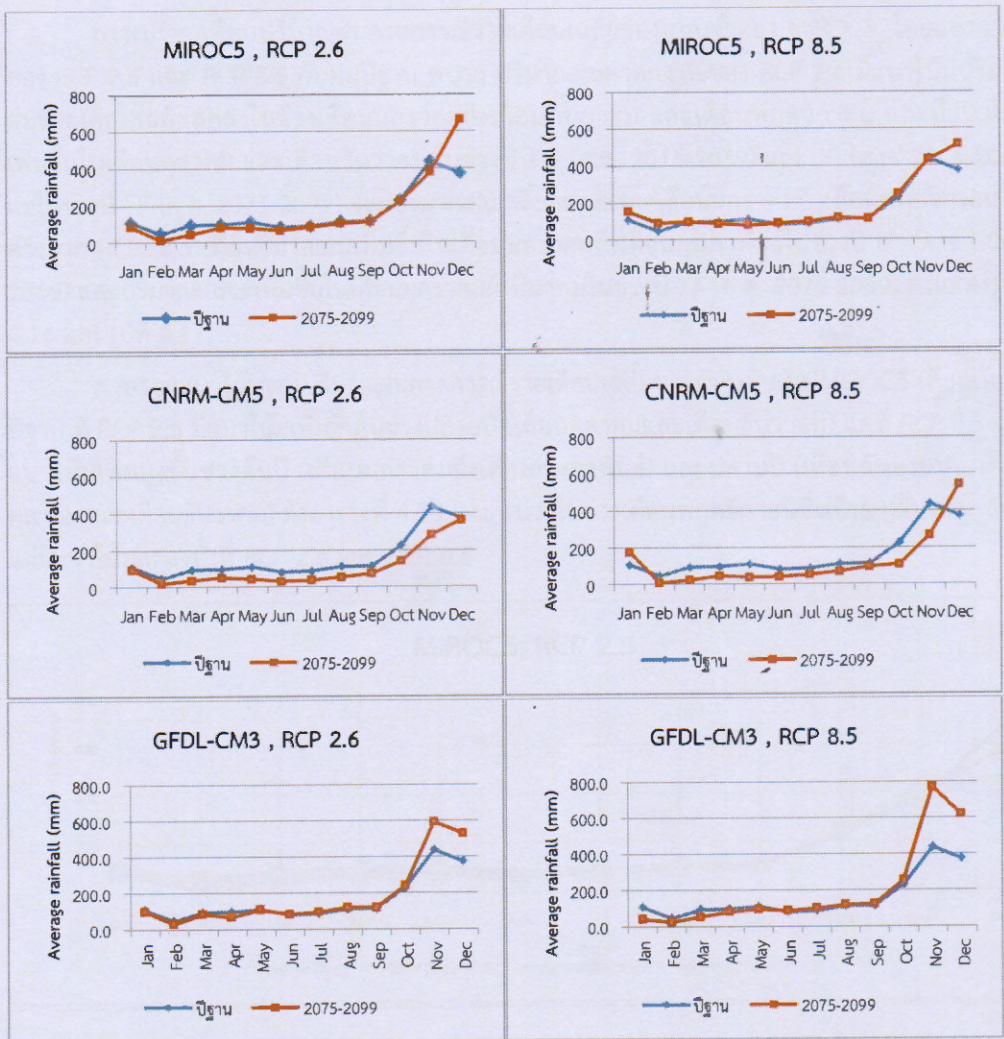 MIROC5 , RCP 2.6
Average rainfall (mm)
800
600
400
200
0
Jan Feb Mar Apr May Jun Jul Aug Sep Oct Nov Dec
ปีฐาน 2075-2099
MIROC5 , RCP 8.5
Average rainfall (mm)
800
600
400
200
0
Jan Feb Mar Apr May Jun Jul Aug Sep Oct Nov Dec
ปีฐาน 2075-2099
CNRM-CM5 , RCP 2.6
Average rainfall (mm)
800
600
400
200
0
Jan Feb Mar Apr May Jun Jul Aug Sep Oct Nov Dec
ปีฐาน 2075-2099
CNRM-CM5 , RCP 8.5
Average rainfall (mm)
800
600
400
200
0
Jan Feb Mar Apr May Jun Jul Aug Sep Oct Nov Dec
ปีฐาน 2075-2099
GFDL-CM3 , RCP 2.6
Average rainfall (mm)
800.0
600.0
400.0
200.0
0.0
Jan Feb Mar Apr May Jun Jul Aug Sep Oct Nov Dec
ปีฐาน 2075-2099
GFDL-CM3 , RCP 8.5
Average rainfall (mm)
800.0
600.0
400.0
200.0
0.0
Jan Feb Mar Apr May Jun Jul Aug Sep Oct Nov Dec
ปีฐาน 2075-2099